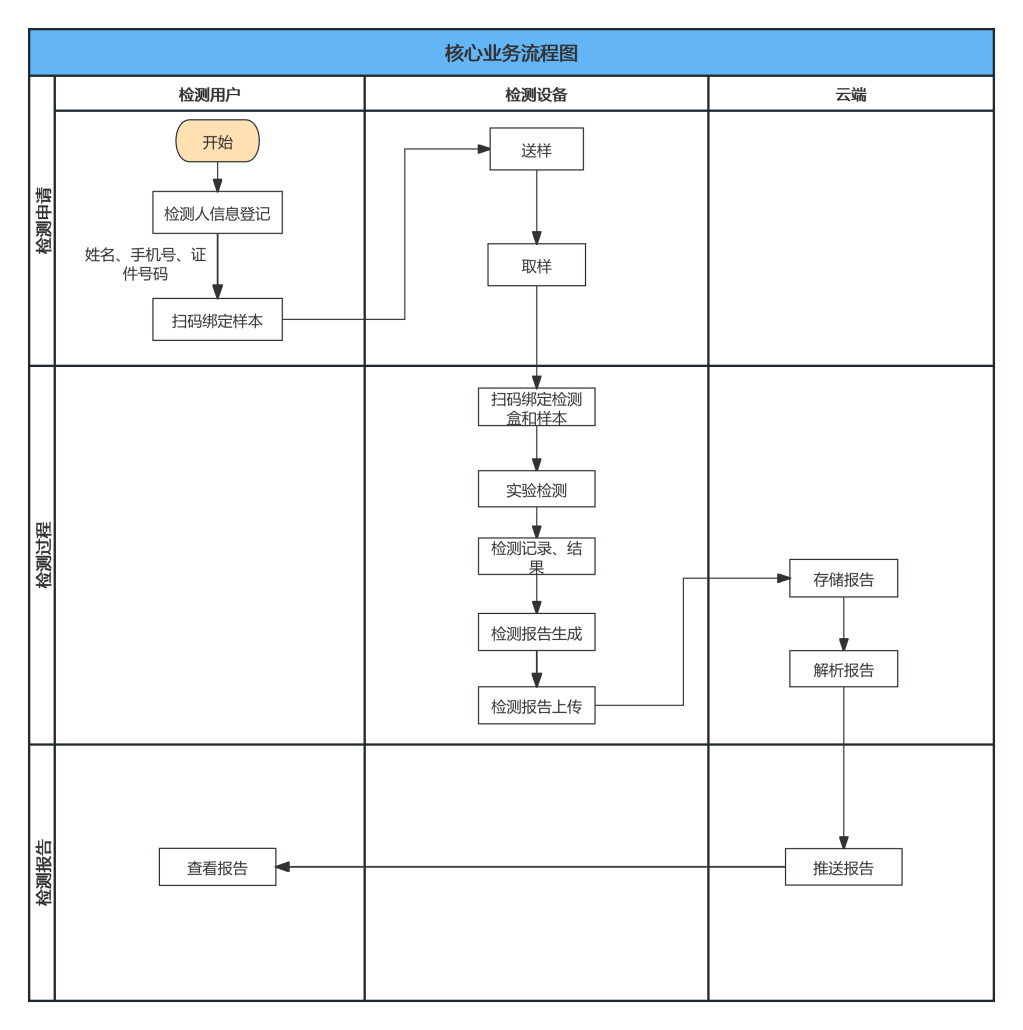 核心业务流程图
检测用户
检测设备
云端
检测申请
开始
检测人信息登记
姓名、手机号、证
件号码
扫码绑定样本
送样
取样
检测过程
扫码绑定检测
盒和样本
实验检测
检测记录、结
果
检测报告生成
检测报告上传
存储报告
解析报告
检测报告
查看报告
推送报告